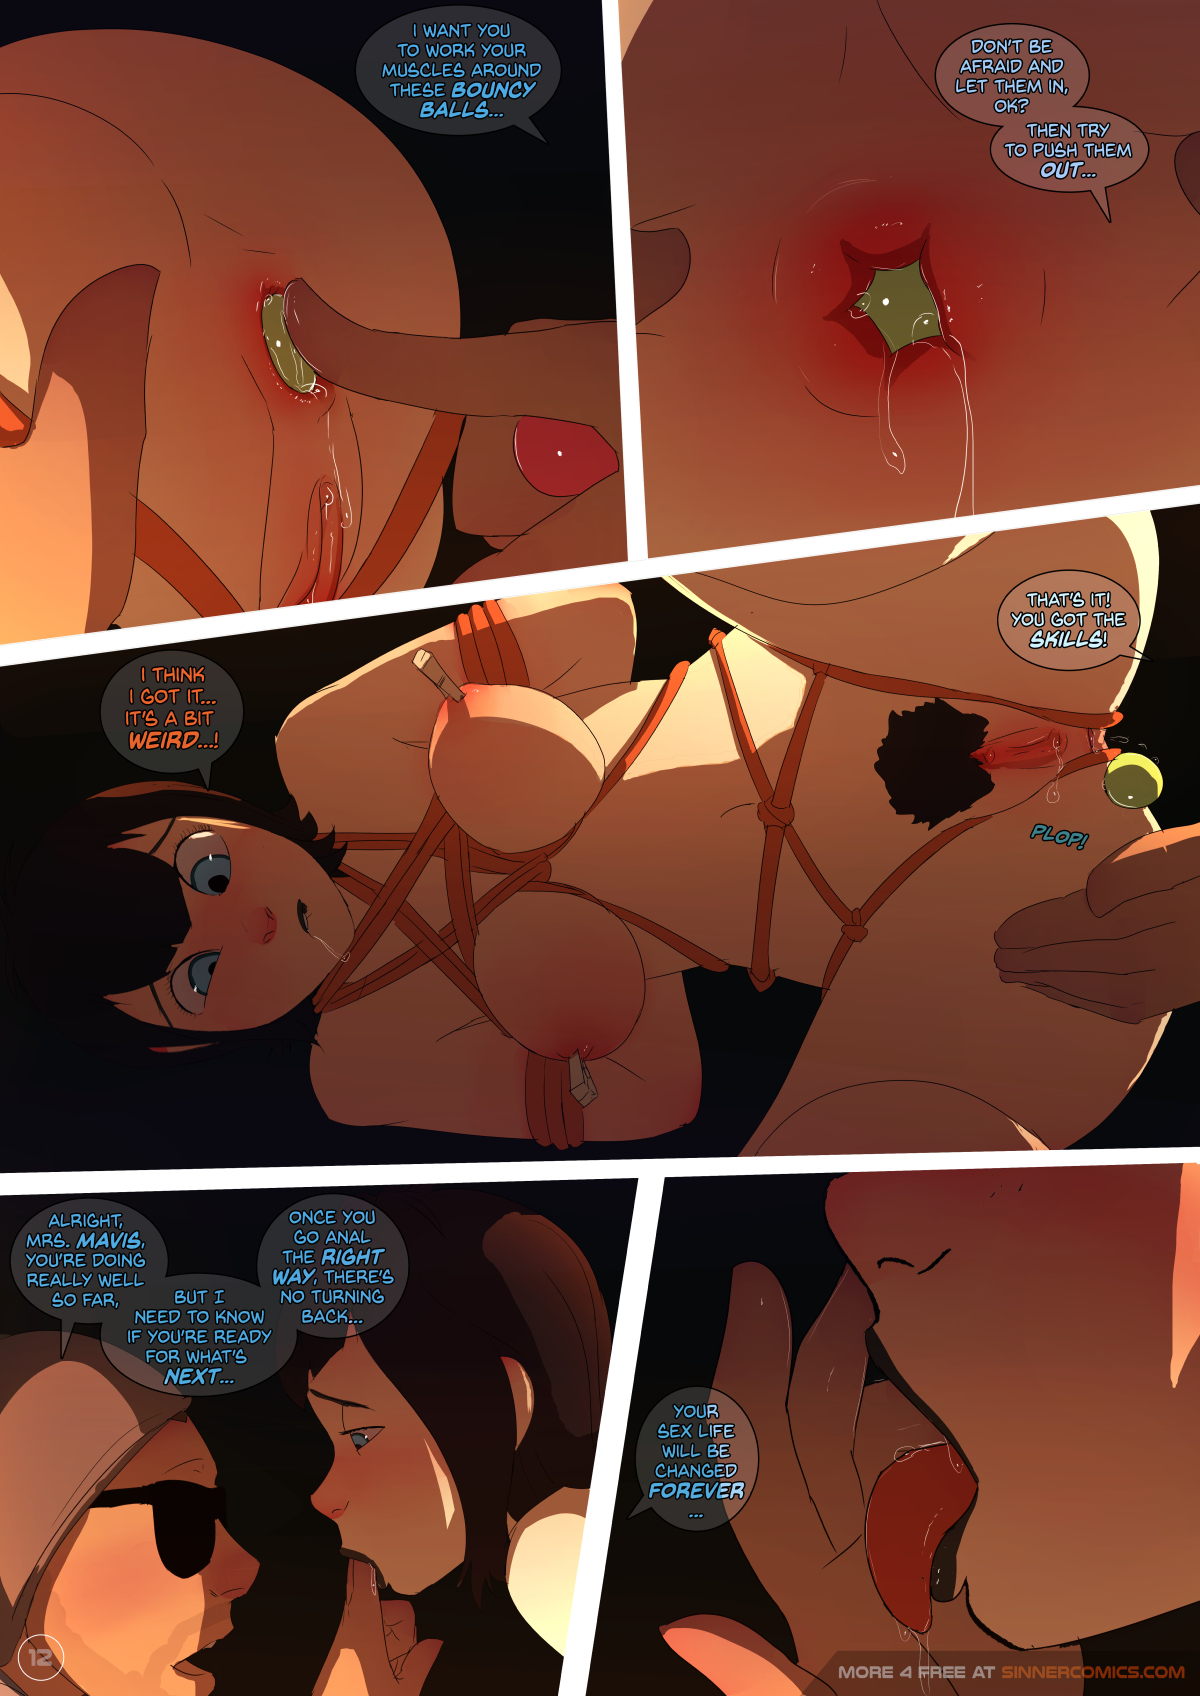 I WANT YOU
TO WORK YOUR
MUSCLES AROUND
THESE BOUNCY
BALLS...
DON'T BE
AFRAID AND
LET THEM IN,
OK?
THEN TRY
TO PUSH THEM
OUT...
THAT'S IT!
YOU GOT THE
SKILLS!
I THINK
I GOT IT...
IT'S A BIT
WEIRD...!
PLOP!
ALRIGHT,
MRS. MAVIS,
YOU'RE DOING
REALLY WELL
SO FAR,
BUT I
NEED TO KNOW
IF YOU'RE READY
FOR WHAT'S
NEXT...
ONCE YOU
GO ANAL
THE RIGHT
WAY, THERE'S
NO TURNING
BACK...
YOUR
SEX LIFE
WILL BE
CHANGED
FOREVER
...
12
MORE 4 FREE AT SINNERCOMICS.COM